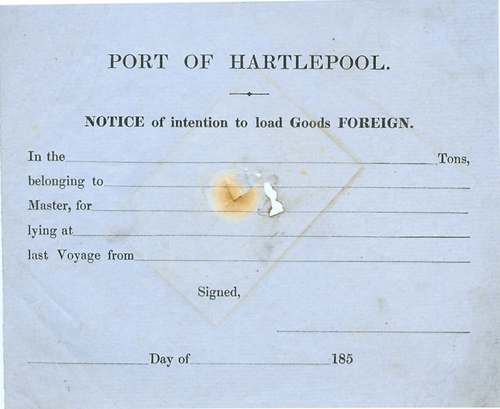 PORT OF HARTLEPOOL.
NOTICE of intention to load Goods FOREIGN.
In the Tons,
belonging to
Master, for
lying at
last Voyage from
Signed,
Day of 185